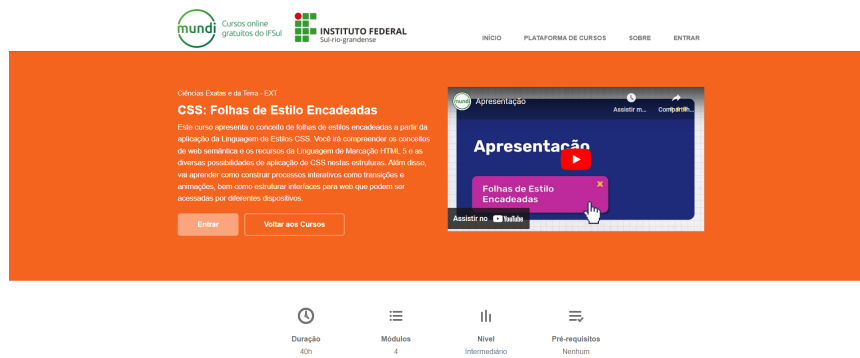 mundi
Cursos online
gratuitos do IFSul
INSTITUTO FEDERAL
Sul-rio-grandense
INÍCIO PLATAFORMA DE CURSOS SOBRE ENTRAR
Ciências Exatas e da Terra - EXT
CSS: Folhas de Estilo Encadeadas
Este curso apresenta o conceito de folhas de estilos encadeadas a partir da
aplicação da Linguagem de Estilos CSS. Você irá compreender os conceitos
de web semântica e os recursos da Linguagem de Marcação HTML 5 e as
diversas possibilidades de aplicação de CSS nestas estruturas. Além disso,
vai aprender como construir processos interativos como transições e
animações, bem como estruturar interfaces para web que podem ser
acessadas por diferentes dispositivos.
Entrar Voltar aos Cursos
mundi Apresentação
Assistir m...
Apresentação
Folhas de Estilo
Encadeadas
x
Assistir no YouTube
Duração Módulos Nível Pré-requisitos
40h 4 Intermediário Nenhum